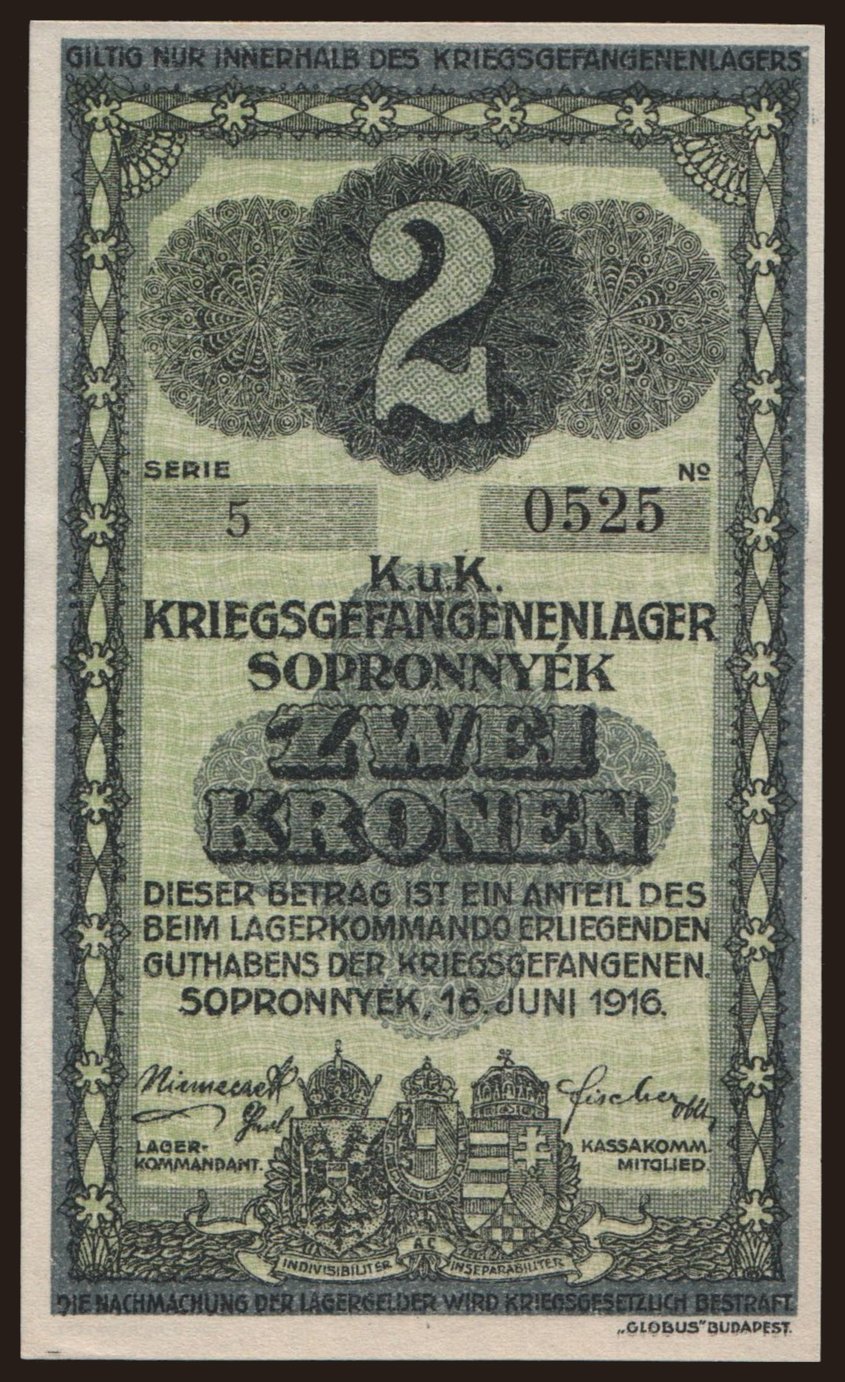 GILTIG NUR INNERHALB DES KRIEGSGEFANGENENLAGERS
2
SERIE No
5 0525
K.u.K.
KRIEGSGEFANGENENLAGER
SOPRONNYÉK
ZWEI
KRONEN
DIESER BETRAG IST EIN ANTEIL DES
BEIM LAGERKOMMANDO ERLIEGENDEN
GUTHABENS DER KRIEGSGEFANGENEN.
SOPRONNYÉK, 16. JUNI 1916.
Fischer
LAGER-
KOMMANDANT.
KASSAKOMM.
MITGLIED.
INDIVISIBILITER AC INSEPARABILITER
DIE NACHMACHUNG DER LAGERGELDER WIRD KRIEGSGESETZLICH BESTRAFT.
„GLOBUS" BUDAPEST.